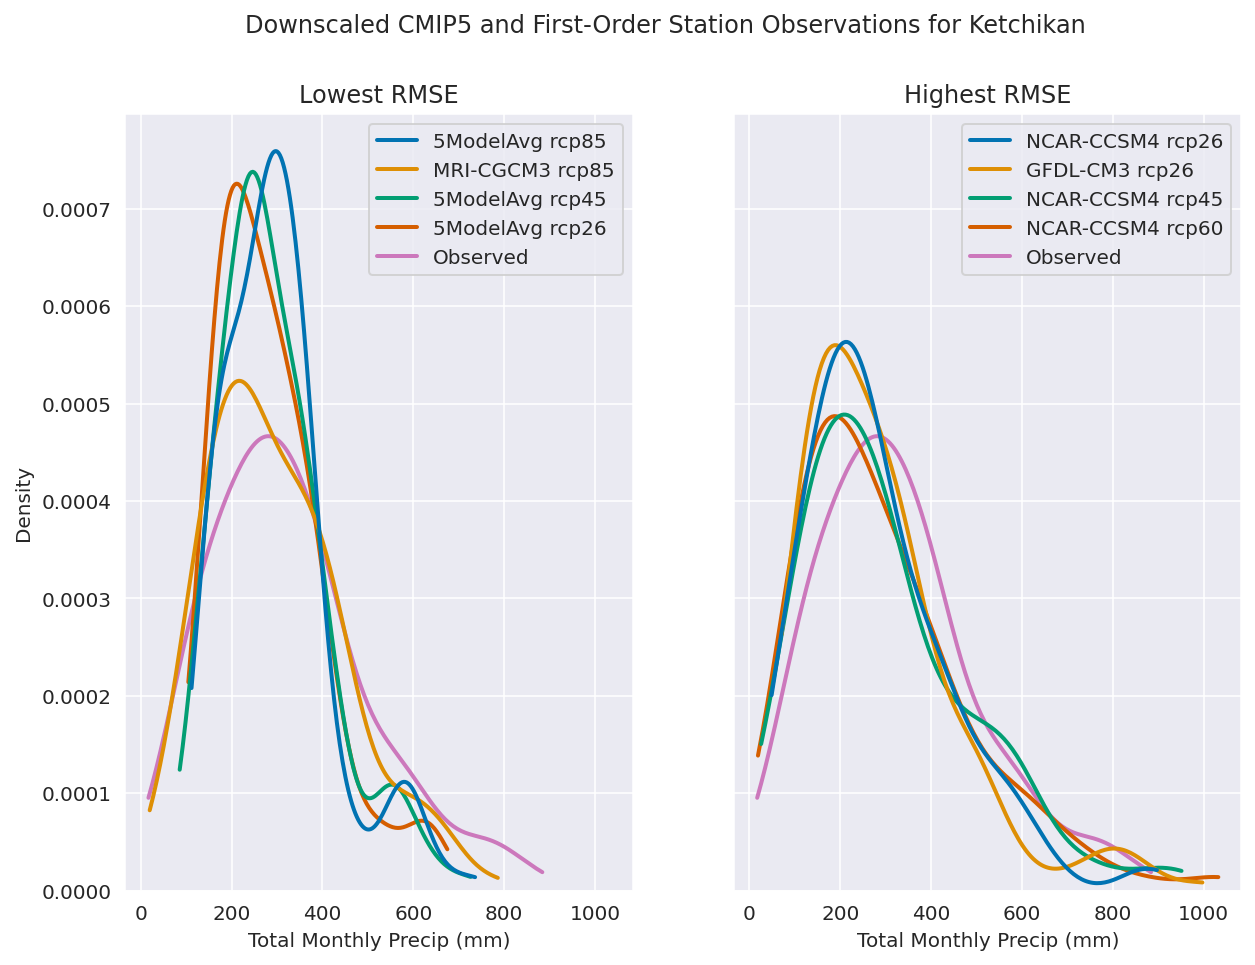 Downscaled CMIP5 and First-Order Station Observations for Ketchikan
Lowest RMSE
5ModelAvg rcp85
MRI-CGCM3 rcp85
5ModelAvg rcp45
5ModelAvg rcp26
Observed
Density
0.0007
0.0006
0.0005
0.0004
0.0003
0.0002
0.0001
0.0000
0 200 400 600 800 1000
Total Monthly Precip (mm)
Highest RMSE
NCAR-CCSM4 rcp26
GFDL-CM3 rcp26
NCAR-CCSM4 rcp45
NCAR-CCSM4 rcp60
Observed
0 200 400 600 800 1000
Total Monthly Precip (mm)